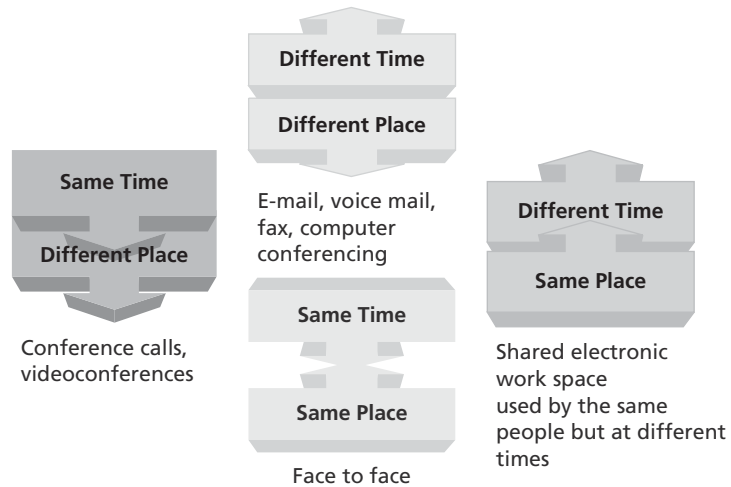 Different Time
Different Place
E-mail, voice mail,
fax, computer
conferencing
Same Time
Different Place
Conference calls,
videoconferences
Same Time
Same Place
Face to face
Different Time
Same Place
Shared electronic
work space
used by the same
people but at different
times